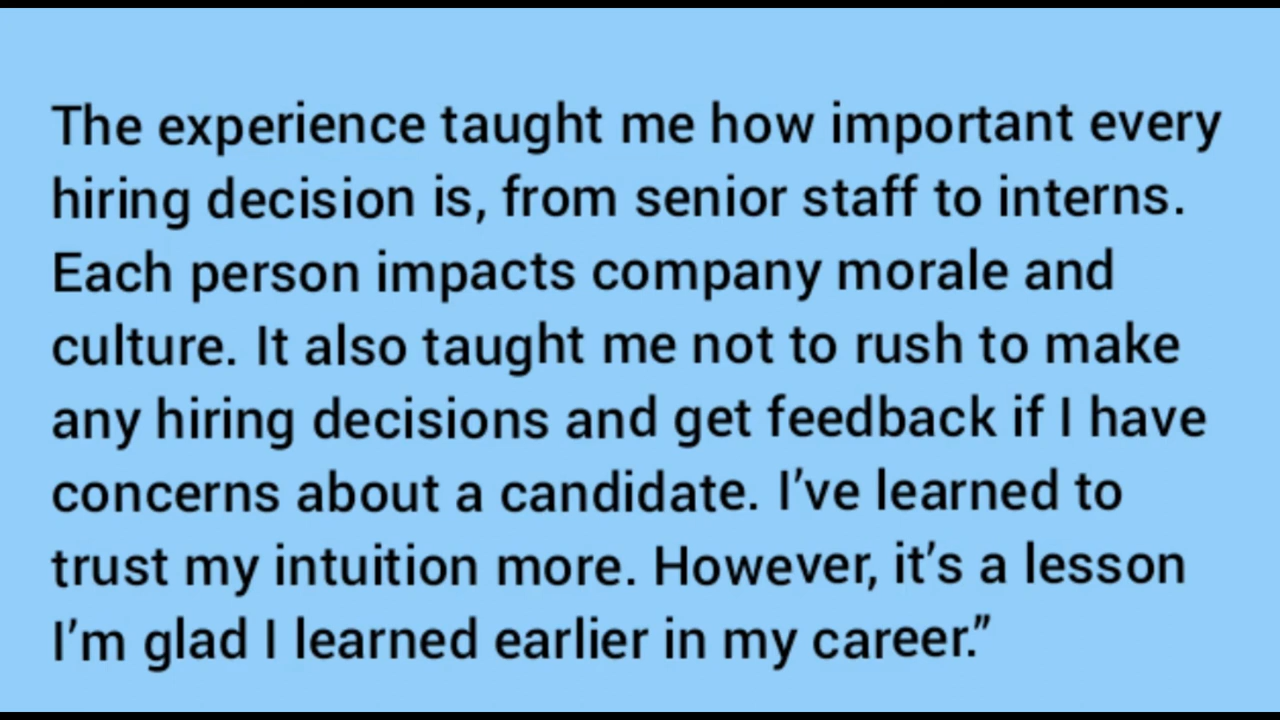 The experience taught me how important every
hiring decision is, from senior staff to interns.
Each person impacts company morale and
culture. It also taught me not to rush to make
any hiring decisions and get feedback if I have
concerns about a candidate. I’ve learned to
trust my intuition more. However, it’s a lesson
I’m glad I learned earlier in my career.”